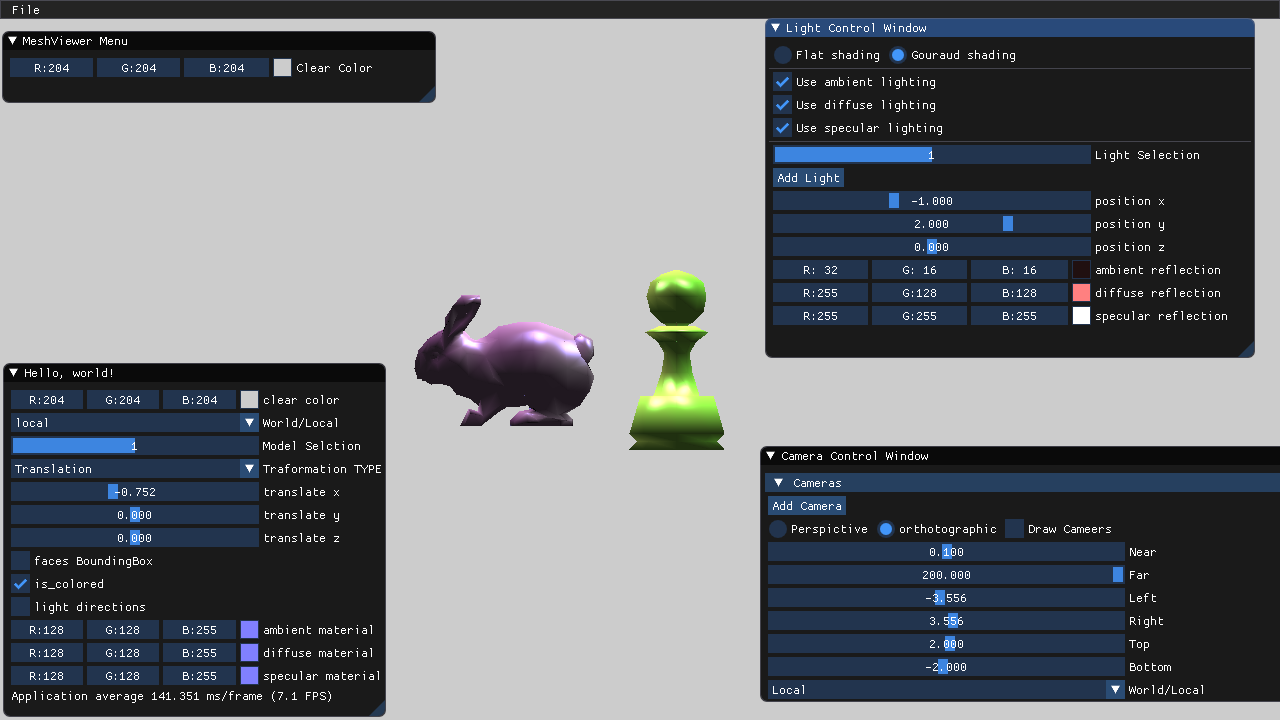 File
MeshViewer Menu
R:204 G:204 B:204 Clear Color
Light Control Window
Flat shading Gouraud shading
Use ambient lighting
Use diffuse lighting
Use specular lighting
1 Light Selection
Add Light
-1.000 position x
2.000 position y
0.000 position z
R: 32 G: 16 B: 16 ambient reflection
R:255 G:128 B:128 diffuse reflection
R:255 G:255 B:255 specular reflection
Hello, world!
R:204 G:204 B:204 clear color
local World/Local
1 Model Selction
Translation Traformation TYPE
-0.752 translate x
0.000 translate y
0.000 translate z
faces BoundingBox
is_colored
light directions
R:128 G:128 B:255 ambient material
R:128 G:128 B:255 diffuse material
R:128 G:128 B:255 specular material
Application average 141.351 ms/frame (7.1 FPS)
Camera Control Window
Cameras
Add Camera
Perspictive orthotographic Draw Cameers
0.100 Near
200.000 Far
-3.556 Left
3.556 Right
2.000 Top
-2.000 Bottom
Local World/Local